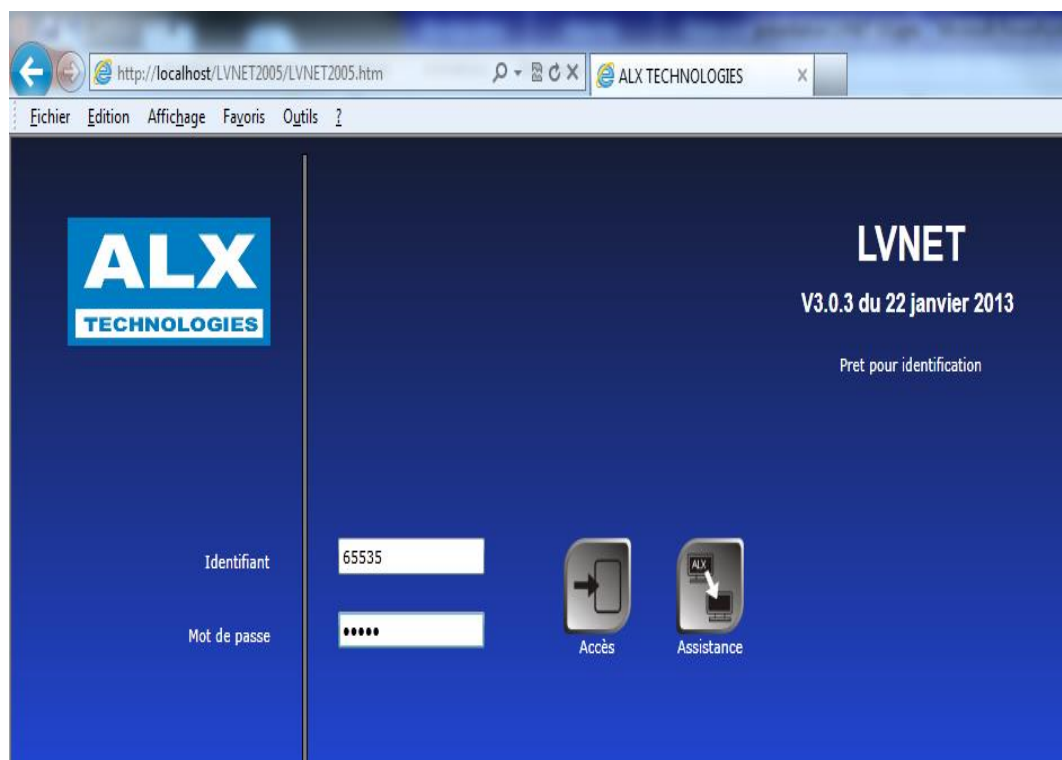 http://localhost/LVNET2005/LVNET2005.htm
ALX TECHNOLOGIES
Fichier Edition Affichage Favoris Outils ?
ALX
TECHNOLOGIES
LVNET
V3.0.3 du 22 janvier 2013
Pret pour identification
Identifiant
65535
Mot de passe
•••••
Accès
ALX
Assistance